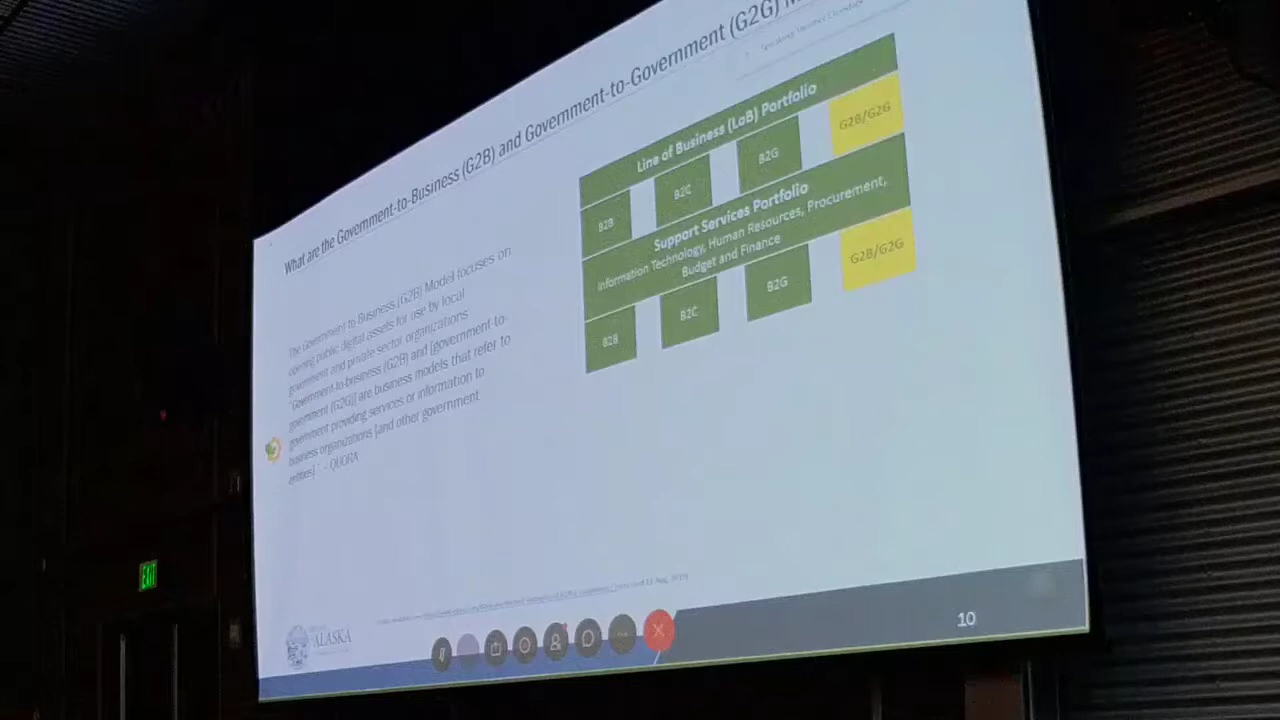 What are the Government-to-Business (G2B) and Government-to-Government (G2G)
Line of Business (LoB) Portfolio
B2B
B2C
B2G
G2B/G2G
Support Services Portfolio
Information Technology, Human Resources, Procurement,
Budget and Finance
B2B
B2C
B2G
G2B/G2G
The Government to Business (G2B) Model focuses on
opening public digital assets for use by local
government and private sector organizations
"Government-to-business (G2B) and [government-to-
government (G2G)] are business models that refer to
government providing services or information to
business organizations [and other government
entities]." - QUORA
ALASKA
10
EXIT